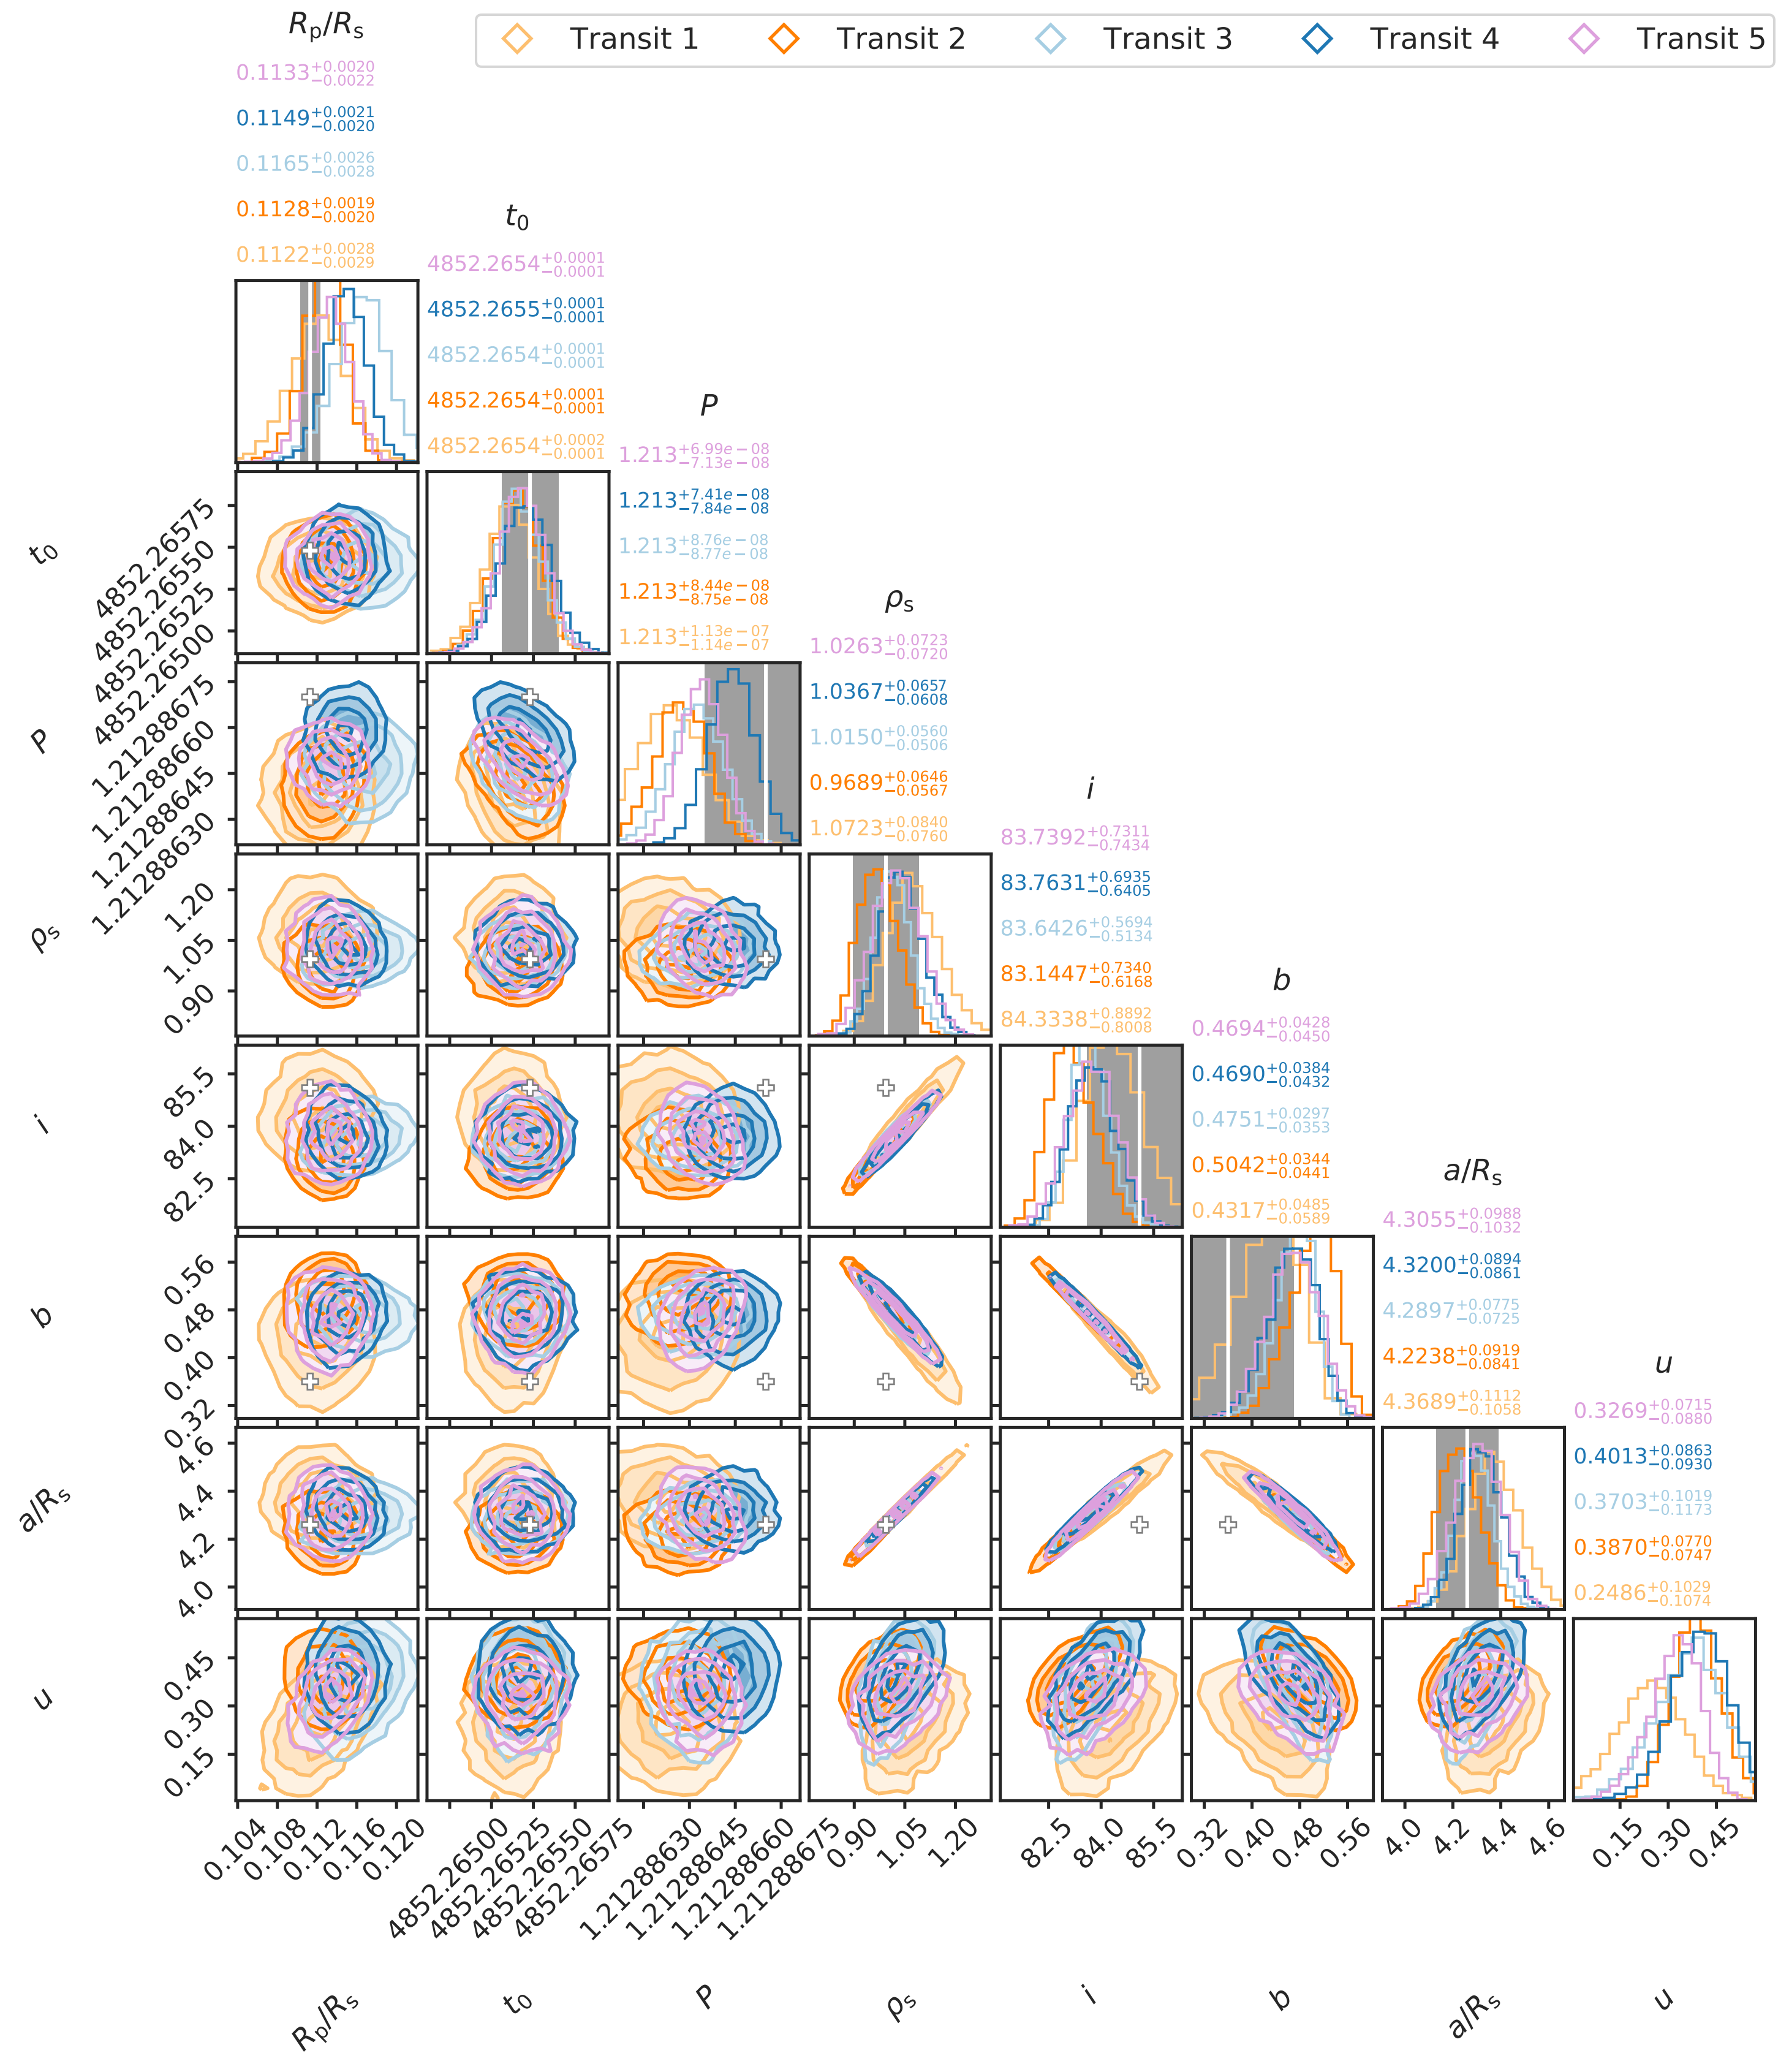 Transit 1 Transit 2 Transit 3 Transit 4 Transit 5
Rp/Rs
0.1133 +0.0020 −0.0022
0.1149 +0.0021 −0.0020
0.1165 +0.0026 −0.0028
0.1128 +0.0019 −0.0020
0.1122 +0.0028 −0.0029
t0
4852.2654 +0.0001 −0.0001
4852.2655 +0.0001 −0.0001
4852.2654 +0.0001 −0.0001
4852.2654 +0.0001 −0.0001
4852.2654 +0.0002 −0.0001
P
1.213 +6.99e−08 −7.13e−08
1.213 +7.41e−08 −7.84e−08
1.213 +8.76e−08 −8.77e−08
1.213 +8.44e−08 −8.75e−08
1.213 +1.13e−07 −1.14e−07
ρs
1.0263 +0.0723 −0.0720
1.0367 +0.0657 −0.0608
1.0150 +0.0560 −0.0506
0.9689 +0.0646 −0.0567
1.0723 +0.0840 −0.0760
i
83.7392 +0.7311 −0.7434
83.7631 +0.6935 −0.6405
83.6426 +0.5694 −0.5134
83.1447 +0.7340 −0.6168
84.3338 +0.8892 −0.8008
b
0.4694 +0.0428 −0.0450
0.4690 +0.0384 −0.0432
0.4751 +0.0297 −0.0353
0.5042 +0.0344 −0.0441
0.4317 +0.0485 −0.0589
a/Rs
4.3055 +0.0988 −0.1032
4.3200 +0.0894 −0.0861
4.2897 +0.0775 −0.0725
4.2238 +0.0919 −0.0841
4.3689 +0.1112 −0.1058
u
0.3269 +0.0715 −0.0880
0.4013 +0.0863 −0.0930
0.3703 +0.1019 −0.1173
0.3870 +0.0770 −0.0747
0.2486 +0.1029 −0.1074
t0
4852.26575
4852.26550
4852.26525
4852.26500
P
1.21288675
1.21288660
1.21288645
1.21288630
ρs
1.20
1.05
0.90
i
85.5
84.0
82.5
b
0.56
0.48
0.40
0.32
a/Rs
4.6
4.4
4.2
4.0
u
0.45
0.30
0.15
0.104 0.108 0.112 0.116 0.120
4852.26500 4852.26525 4852.26550 4852.26575
1.21288630 1.21288645 1.21288660 1.21288675
0.90 1.05 1.20
82.5 84.0 85.5
0.32 0.40 0.48 0.56
4.0 4.2 4.4 4.6
0.15 0.30 0.45
Rp/Rs t0 P ρs i b a/Rs u